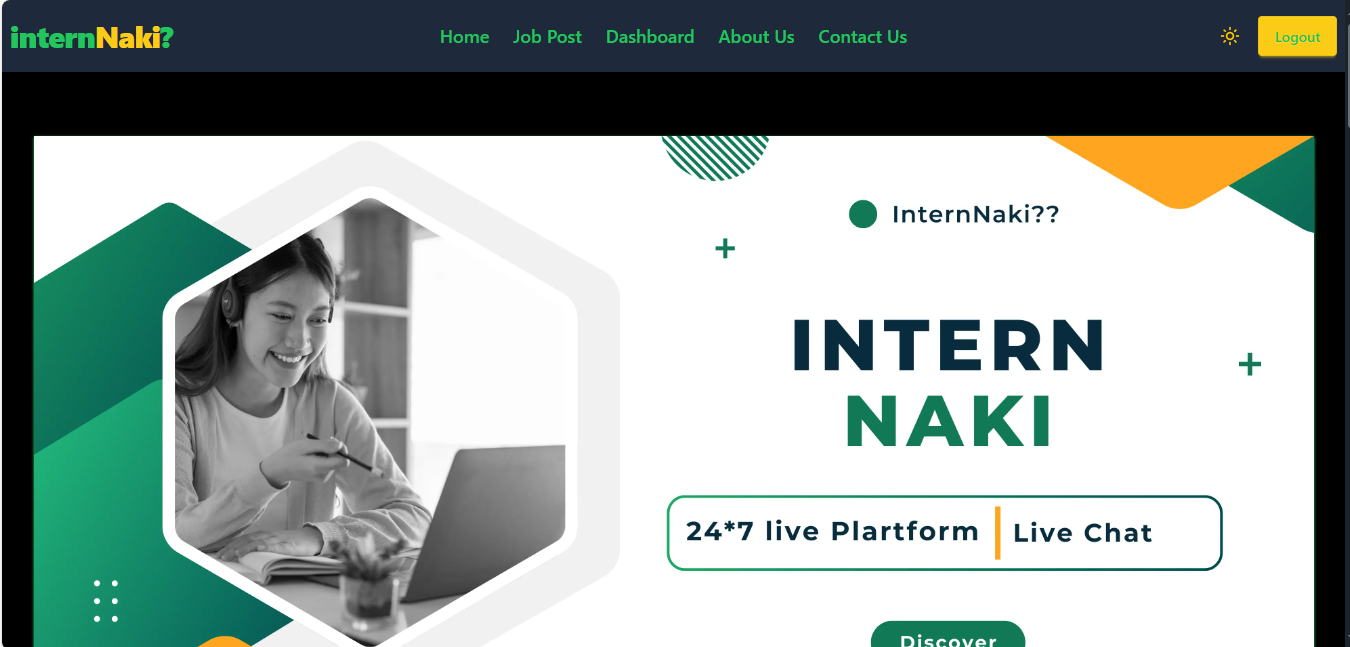 internNaki?
Home Job Post Dashboard About Us Contact Us
Logout
InternNaki??
INTERN
NAKI
24*7 live Plartform Live Chat
Discover